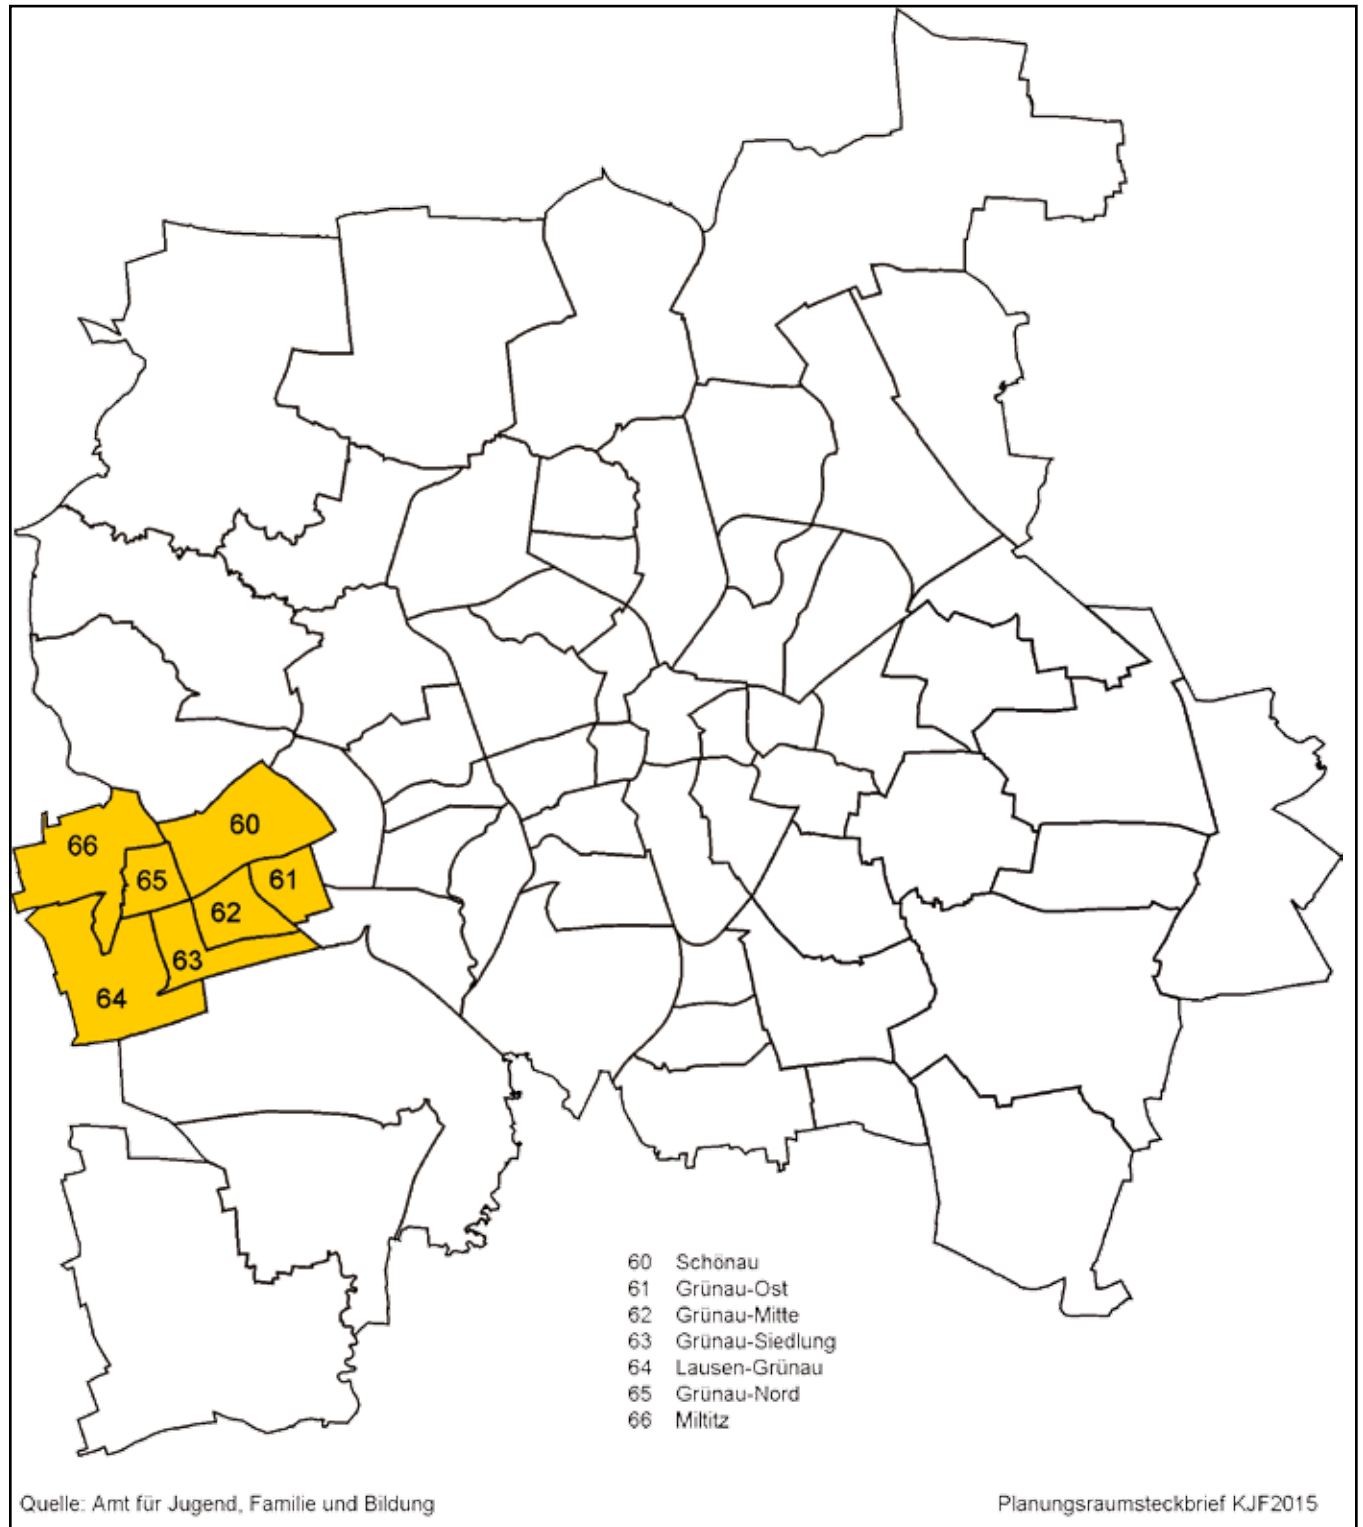 60
66
65
61
62
63
64
60 Schönau
61 Grünau-Ost
62 Grünau-Mitte
63 Grünau-Siedlung
64 Lausen-Grünau
65 Grünau-Nord
66 Miltitz
Quelle: Amt für Jugend, Familie und Bildung
Planungsraumsteckbrief KJF2015